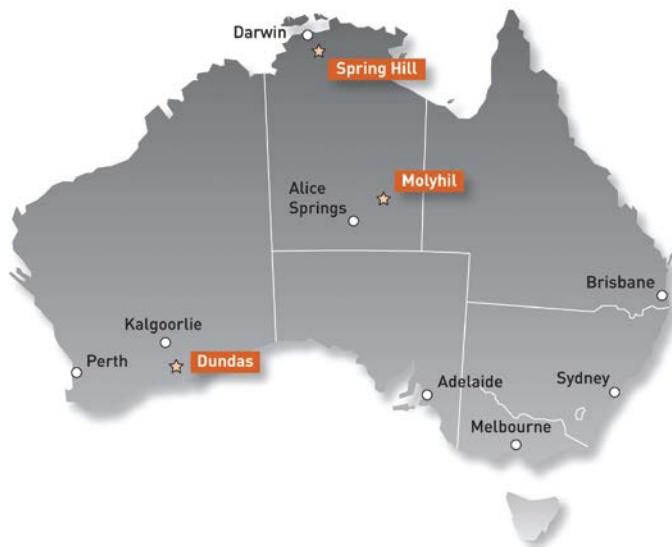 Darwin
Spring Hill
Molyhil
Alice
Springs
Brisbane
Kalgoorlie
Perth
Dundas
Adelaide
Sydney
Melbourne